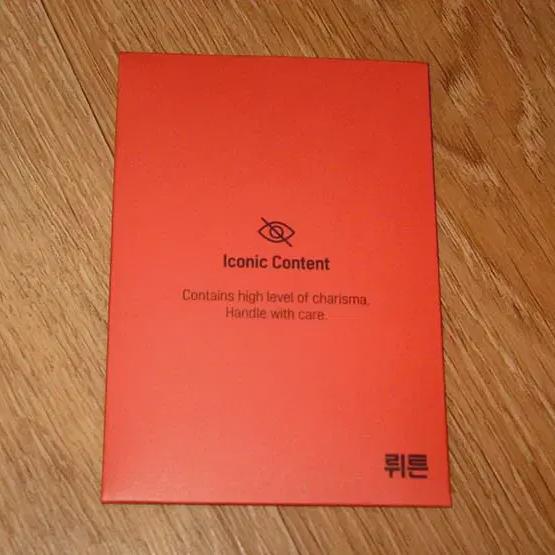 Iconic Content
Contains high level of charisma.
Handle with care.
뤼튼